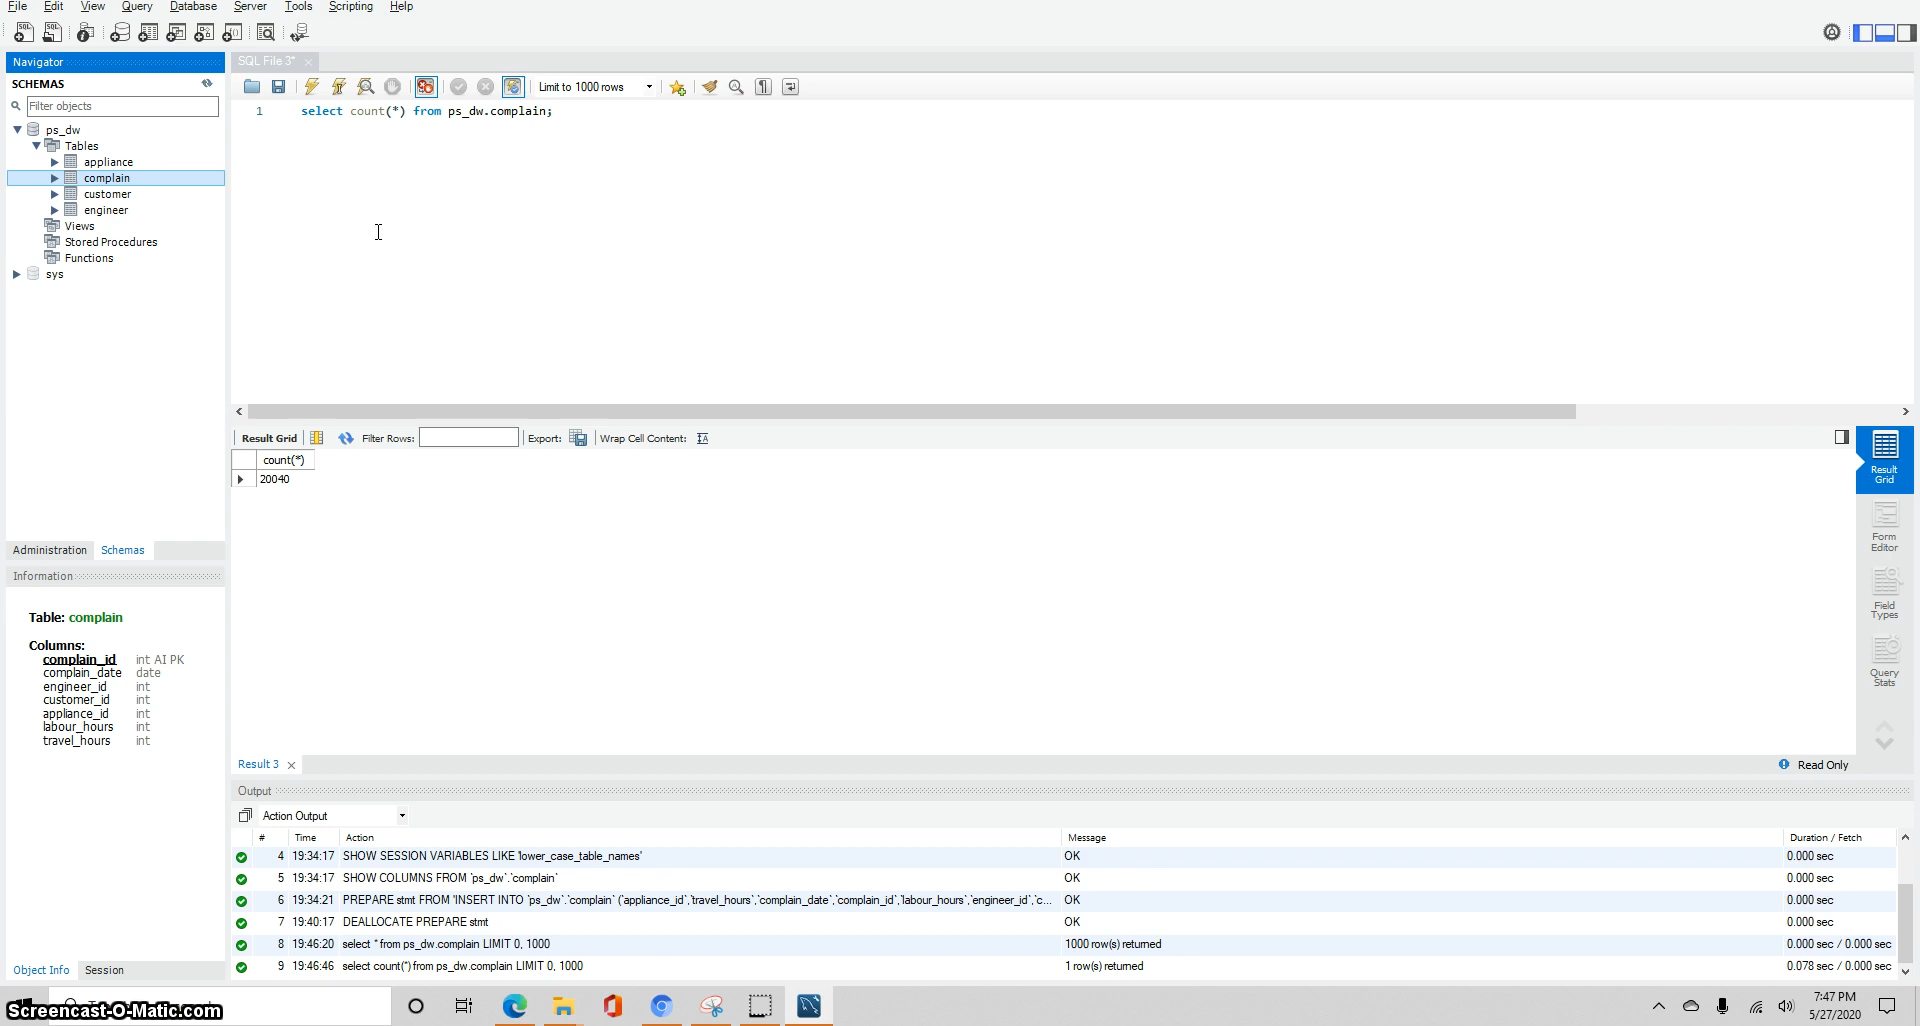 File Edit View Query Database Server Tools Scripting Help
Navigator
SQL File 3*
SCHEMAS
Limit to 1000 rows
Filter objects
1 select count(*) from ps_dw.complain;
ps_dw
Tables
appliance
complain
customer
engineer
Views
Stored Procedures
Functions
sys
Result Grid Filter Rows: Export: Wrap Cell Content:
count(*)
20040
Result
Grid
Form
Editor
Field
Types
Query
Stats
Administration Schemas
Information
Table: complain
Columns:
complain_id int AI PK
complain_date date
engineer_id int
customer_id int
appliance_id int
labour_hours int
travel_hours int
Result 3
Read Only
Output
Action Output
# Time Action Message Duration / Fetch
4 19:34:17 SHOW SESSION VARIABLES LIKE 'lower_case_table_names' OK 0.000 sec
5 19:34:17 SHOW COLUMNS FROM `ps_dw`.`complain` OK 0.000 sec
6 19:34:21 PREPARE stmt FROM 'INSERT INTO `ps_dw`.`complain` (`appliance_id`,`travel_hours`,`complain_date`,`complain_id`,`labour_hours`,`engineer_id`,`c... OK 0.000 sec
7 19:40:17 DEALLOCATE PREPARE stmt OK 0.000 sec
8 19:46:20 select * from ps_dw.complain LIMIT 0, 1000 1000 row(s) returned 0.000 sec / 0.000 sec
9 19:46:46 select count(*) from ps_dw.complain LIMIT 0, 1000 1 row(s) returned 0.078 sec / 0.000 sec
Object Info Session
Screencast-O-Matic.com
7:47 PM
5/27/2020